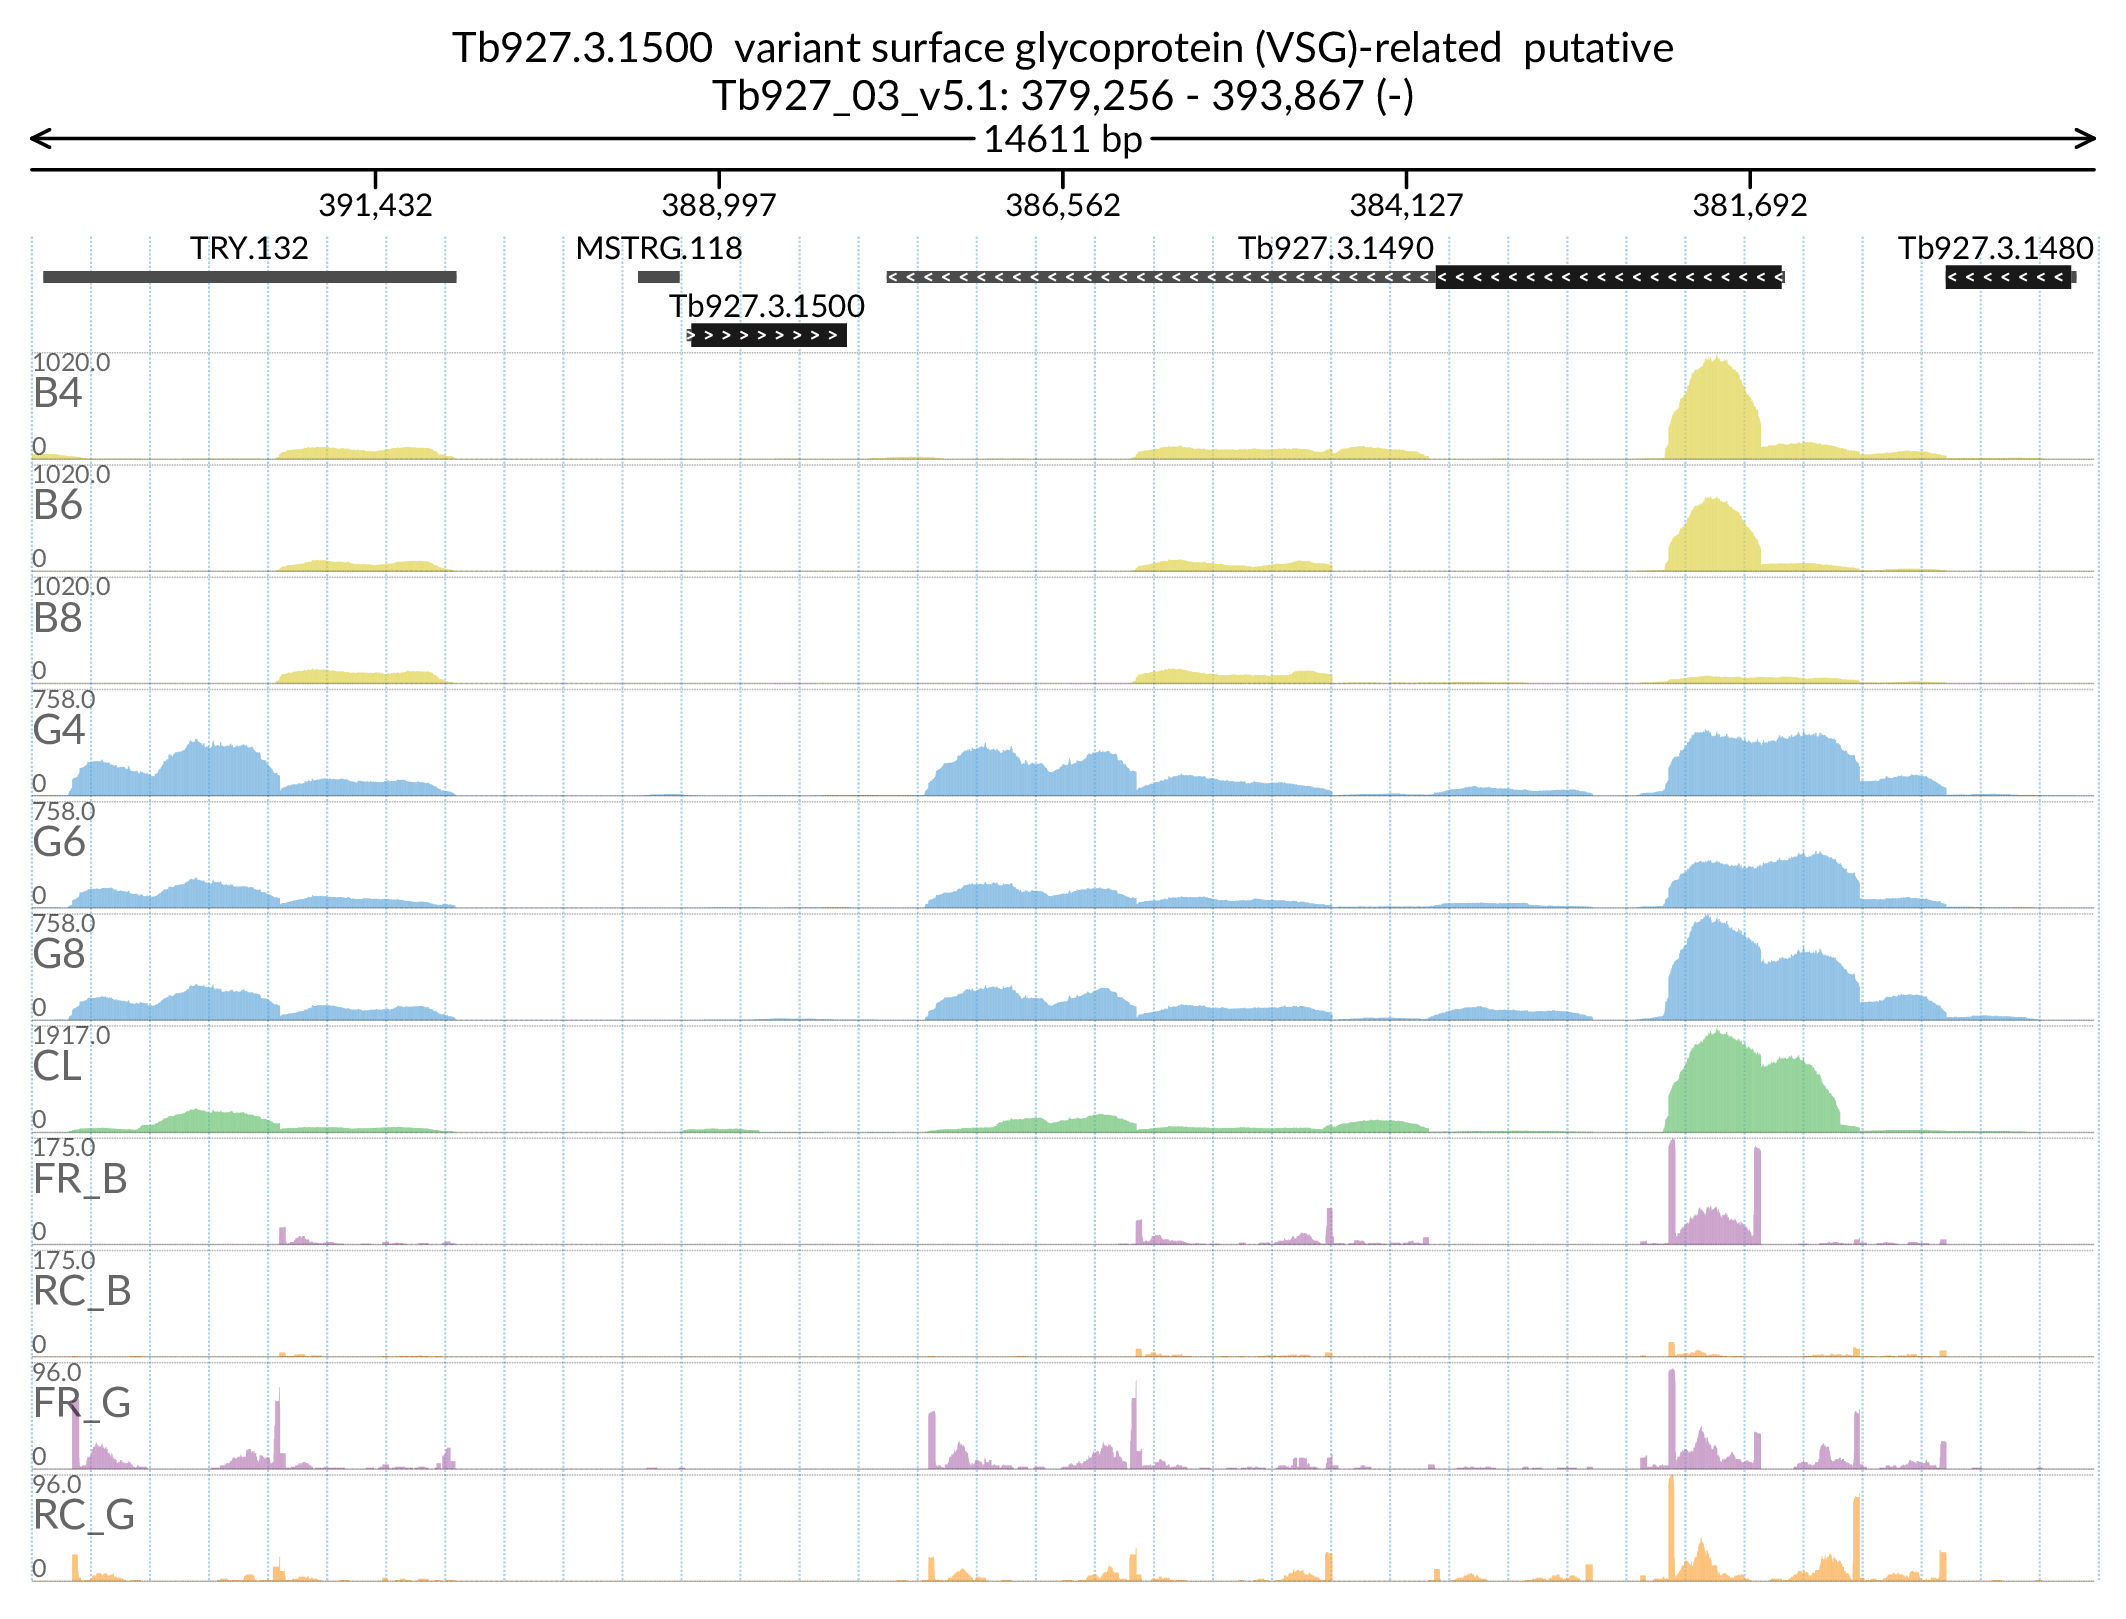 Tb927.3.1500  variant surface glycoprotein (VSG)-related  putative
Tb927_03_v5.1: 379,256 - 393,867 (-)
14611 bp
391,432 388,997 386,562 384,127 381,692
TRY.132 MSTRG.118 Tb927.3.1490 Tb927.3.1480
Tb927.3.1500
1020.0
B4
0
1020.0
B6
0
1020.0
B8
0
758.0
G4
0
758.0
G6
0
758.0
G8
0
1917.0
CL
0
175.0
FR_B
0
175.0
RC_B
0
96.0
FR_G
0
96.0
RC_G
0